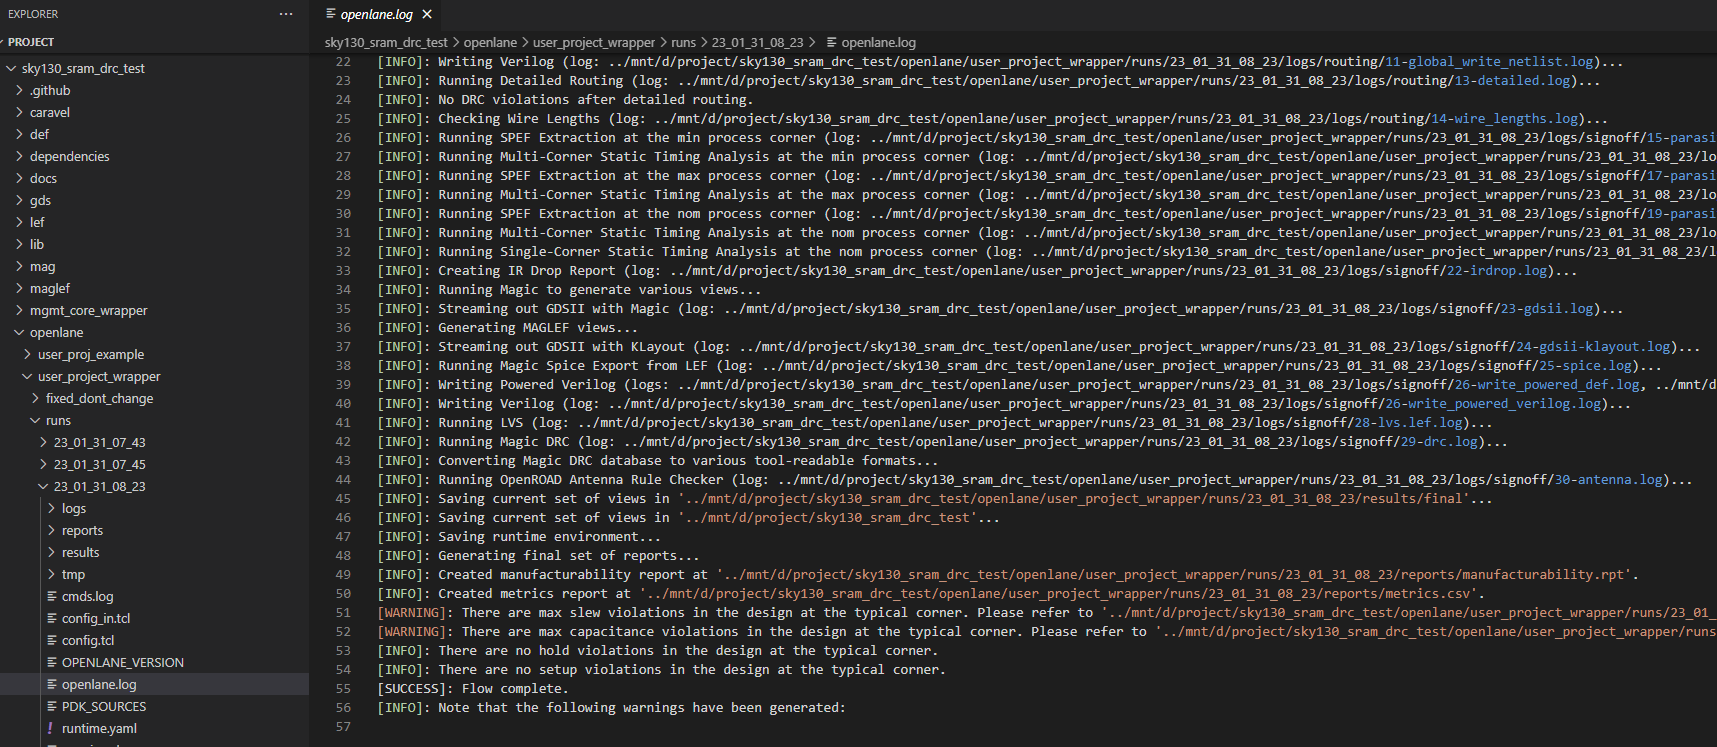 EXPLORER
PROJECT
sky130_sram_drc_test
.github
caravel
def
dependencies
docs
gds
lef
lib
mag
maglef
mgmt_core_wrapper
openlane
user_proj_example
user_project_wrapper
fixed_dont_change
runs
23_01_31_07_43
23_01_31_07_45
23_01_31_08_23
logs
reports
results
tmp
cmds.log
config_in.tcl
config.tcl
OPENLANE_VERSION
openlane.log
PDK_SOURCES
runtime.yaml
openlane.log
sky130_sram_drc_test > openlane > user_project_wrapper > runs > 23_01_31_08_23 > openlane.log
22 [INFO]: Writing Verilog (log: ../mnt/d/project/sky130_sram_drc_test/openlane/user_project_wrapper/runs/23_01_31_08_23/logs/routing/11-global_write_netlist.log)...
23 [INFO]: Running Detailed Routing (log: ../mnt/d/project/sky130_sram_drc_test/openlane/user_project_wrapper/runs/23_01_31_08_23/logs/routing/13-detailed.log)...
24 [INFO]: No DRC violations after detailed routing.
25 [INFO]: Checking Wire Lengths (log: ../mnt/d/project/sky130_sram_drc_test/openlane/user_project_wrapper/runs/23_01_31_08_23/logs/routing/14-wire_lengths.log)...
26 [INFO]: Running SPEF Extraction at the min process corner (log: ../mnt/d/project/sky130_sram_drc_test/openlane/user_project_wrapper/runs/23_01_31_08_23/logs/signoff/15-parasi
27 [INFO]: Running Multi-Corner Static Timing Analysis at the min process corner (log: ../mnt/d/project/sky130_sram_drc_test/openlane/user_project_wrapper/runs/23_01_31_08_23/lo
28 [INFO]: Running SPEF Extraction at the max process corner (log: ../mnt/d/project/sky130_sram_drc_test/openlane/user_project_wrapper/runs/23_01_31_08_23/logs/signoff/17-parasi
29 [INFO]: Running Multi-Corner Static Timing Analysis at the max process corner (log: ../mnt/d/project/sky130_sram_drc_test/openlane/user_project_wrapper/runs/23_01_31_08_23/lo
30 [INFO]: Running SPEF Extraction at the nom process corner (log: ../mnt/d/project/sky130_sram_drc_test/openlane/user_project_wrapper/runs/23_01_31_08_23/logs/signoff/19-parasi
31 [INFO]: Running Multi-Corner Static Timing Analysis at the nom process corner (log: ../mnt/d/project/sky130_sram_drc_test/openlane/user_project_wrapper/runs/23_01_31_08_23/lo
32 [INFO]: Running Single-Corner Static Timing Analysis at the nom process corner (log: ../mnt/d/project/sky130_sram_drc_test/openlane/user_project_wrapper/runs/23_01_31_08_23/l
33 [INFO]: Creating IR Drop Report (log: ../mnt/d/project/sky130_sram_drc_test/openlane/user_project_wrapper/runs/23_01_31_08_23/logs/signoff/22-irdrop.log)...
34 [INFO]: Running Magic to generate various views...
35 [INFO]: Streaming out GDSII with Magic (log: ../mnt/d/project/sky130_sram_drc_test/openlane/user_project_wrapper/runs/23_01_31_08_23/logs/signoff/23-gdsii.log)...
36 [INFO]: Generating MAGLEF views...
37 [INFO]: Streaming out GDSII with KLayout (log: ../mnt/d/project/sky130_sram_drc_test/openlane/user_project_wrapper/runs/23_01_31_08_23/logs/signoff/24-gdsii-klayout.log)...
38 [INFO]: Running Magic Spice Export from LEF (log: ../mnt/d/project/sky130_sram_drc_test/openlane/user_project_wrapper/runs/23_01_31_08_23/logs/signoff/25-spice.log)...
39 [INFO]: Writing Powered Verilog (logs: ../mnt/d/project/sky130_sram_drc_test/openlane/user_project_wrapper/runs/23_01_31_08_23/logs/signoff/26-write_powered_def.log, ../mnt/d
40 [INFO]: Writing Verilog (log: ../mnt/d/project/sky130_sram_drc_test/openlane/user_project_wrapper/runs/23_01_31_08_23/logs/signoff/26-write_powered_verilog.log)...
41 [INFO]: Running LVS (log: ../mnt/d/project/sky130_sram_drc_test/openlane/user_project_wrapper/runs/23_01_31_08_23/logs/signoff/28-lvs.lef.log)...
42 [INFO]: Running Magic DRC (log: ../mnt/d/project/sky130_sram_drc_test/openlane/user_project_wrapper/runs/23_01_31_08_23/logs/signoff/29-drc.log)...
43 [INFO]: Converting Magic DRC database to various tool-readable formats...
44 [INFO]: Running OpenROAD Antenna Rule Checker (log: ../mnt/d/project/sky130_sram_drc_test/openlane/user_project_wrapper/runs/23_01_31_08_23/logs/signoff/30-antenna.log)...
45 [INFO]: Saving current set of views in '../mnt/d/project/sky130_sram_drc_test/openlane/user_project_wrapper/runs/23_01_31_08_23/results/final'...
46 [INFO]: Saving current set of views in '../mnt/d/project/sky130_sram_drc_test'...
47 [INFO]: Saving runtime environment...
48 [INFO]: Generating final set of reports...
49 [INFO]: Created manufacturability report at '../mnt/d/project/sky130_sram_drc_test/openlane/user_project_wrapper/runs/23_01_31_08_23/reports/manufacturability.rpt'.
50 [INFO]: Created metrics report at '../mnt/d/project/sky130_sram_drc_test/openlane/user_project_wrapper/runs/23_01_31_08_23/reports/metrics.csv'.
51 [WARNING]: There are max slew violations in the design at the typical corner. Please refer to '../mnt/d/project/sky130_sram_drc_test/openlane/user_project_wrapper/runs/23_01_
52 [WARNING]: There are max capacitance violations in the design at the typical corner. Please refer to '../mnt/d/project/sky130_sram_drc_test/openlane/user_project_wrapper/runs
53 [INFO]: There are no hold violations in the design at the typical corner.
54 [INFO]: There are no setup violations in the design at the typical corner.
55 [SUCCESS]: Flow complete.
56 [INFO]: Note that the following warnings have been generated:
57